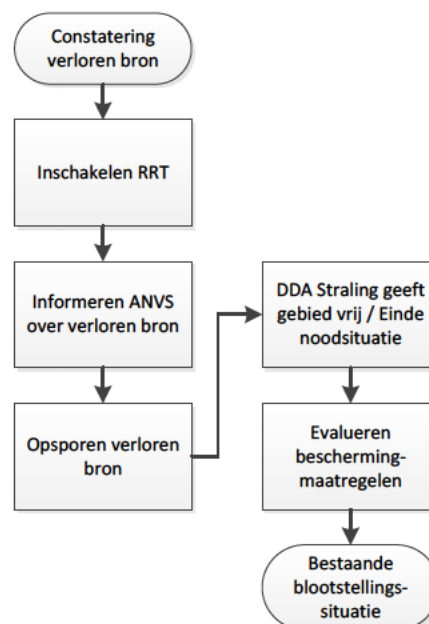 Constatering
verloren bron
Inschakelen RRT
Informeren ANVS
over verloren bron
Opsporen verloren
bron
DDA Straling geeft
gebied vrij / Einde
noodsituatie
Evalueren
bescherming-
maatregelen
Bestaande
blootstellings-
situatie